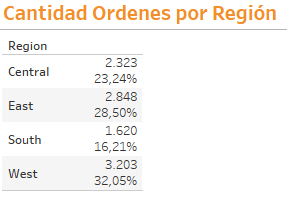 Cantidad Ordenes por Región
Region
Central 2.323
23,24%
East 2.848
28,50%
South 1.620
16,21%
West 3.203
32,05%